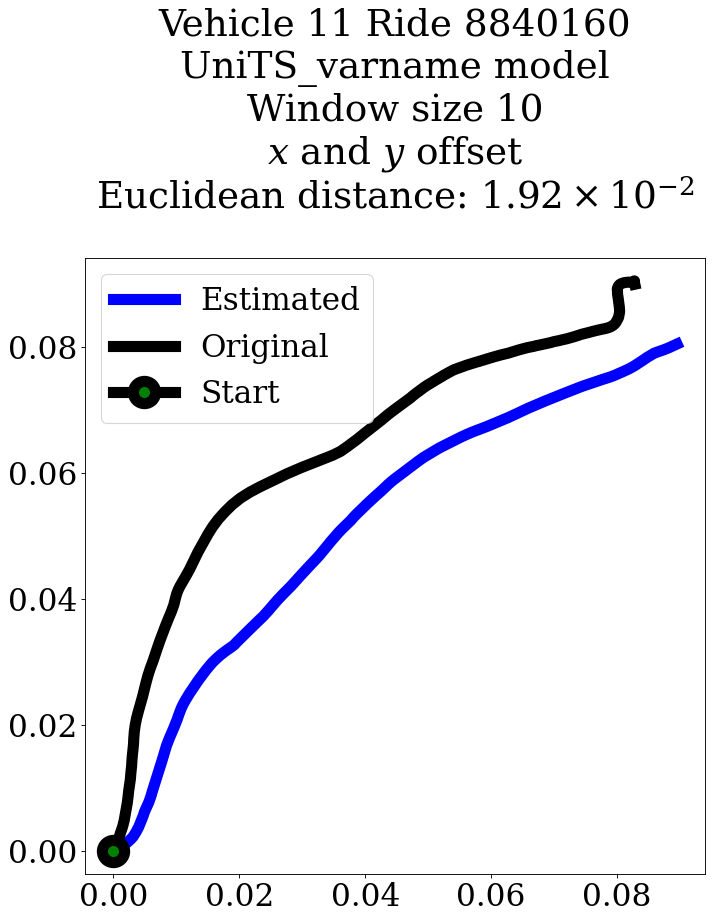 Vehicle 11 Ride 8840160
UniTS_varname model
Window size 10
x and y offset
Euclidean distance: 1.92 × 10⁻²
Estimated
Original
Start
0.08
0.06
0.04
0.02
0.00
0.00 0.02 0.04 0.06 0.08